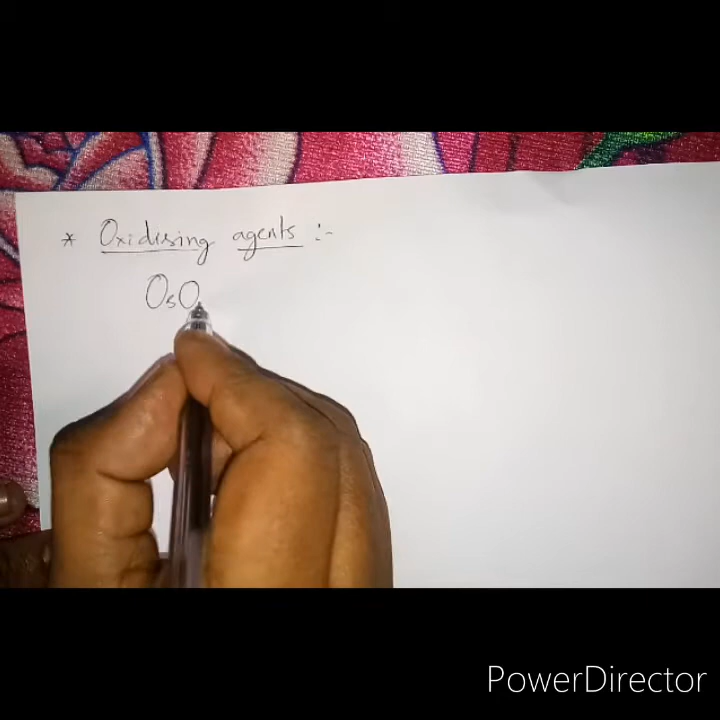 * Oxidising agents :-
OsO
PowerDirector